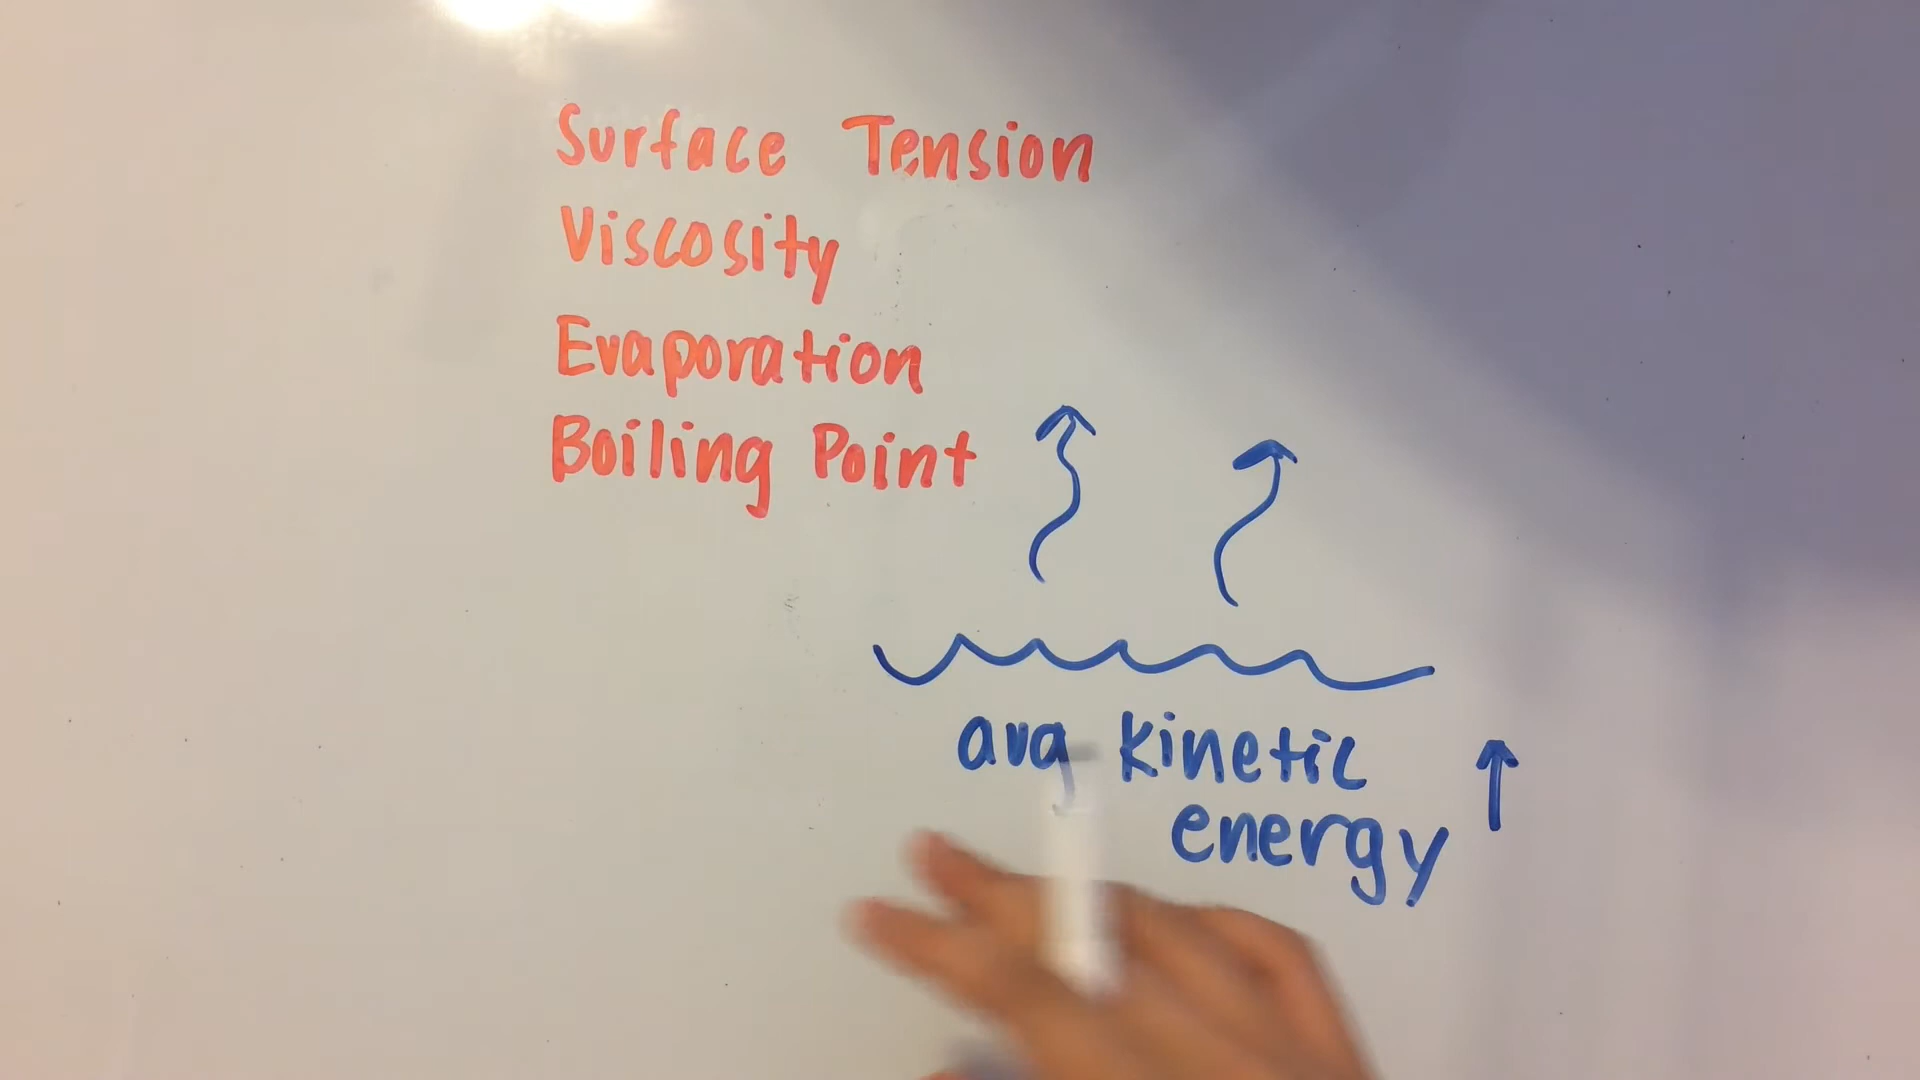 Surface Tension
Viscosity
Evaporation
Boiling Point
avg kinetic ↑
energy